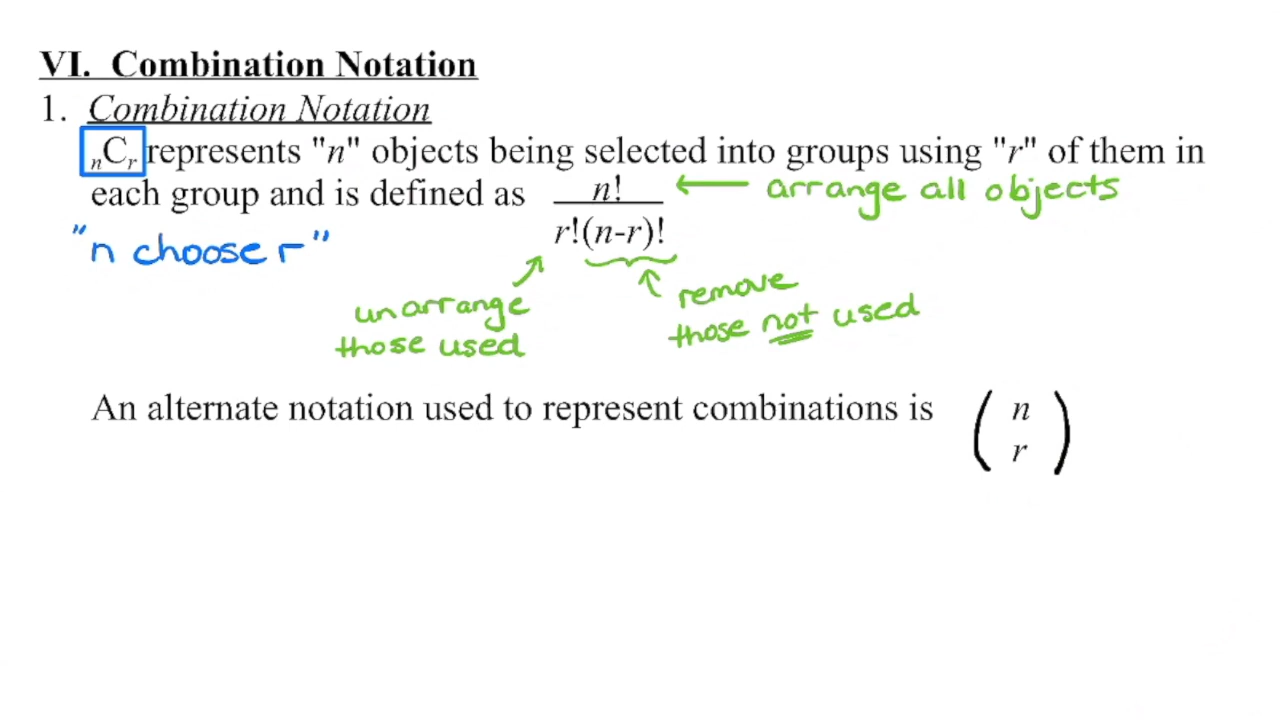 VI. Combination Notation
1. Combination Notation
nCr represents "n" objects being selected into groups using "r" of them in
each group and is defined as n!
r!(n-r)!
← arrange all objects
"n choose r"
unarrange
those used
remove
those not used
An alternate notation used to represent combinations is ( n
r )